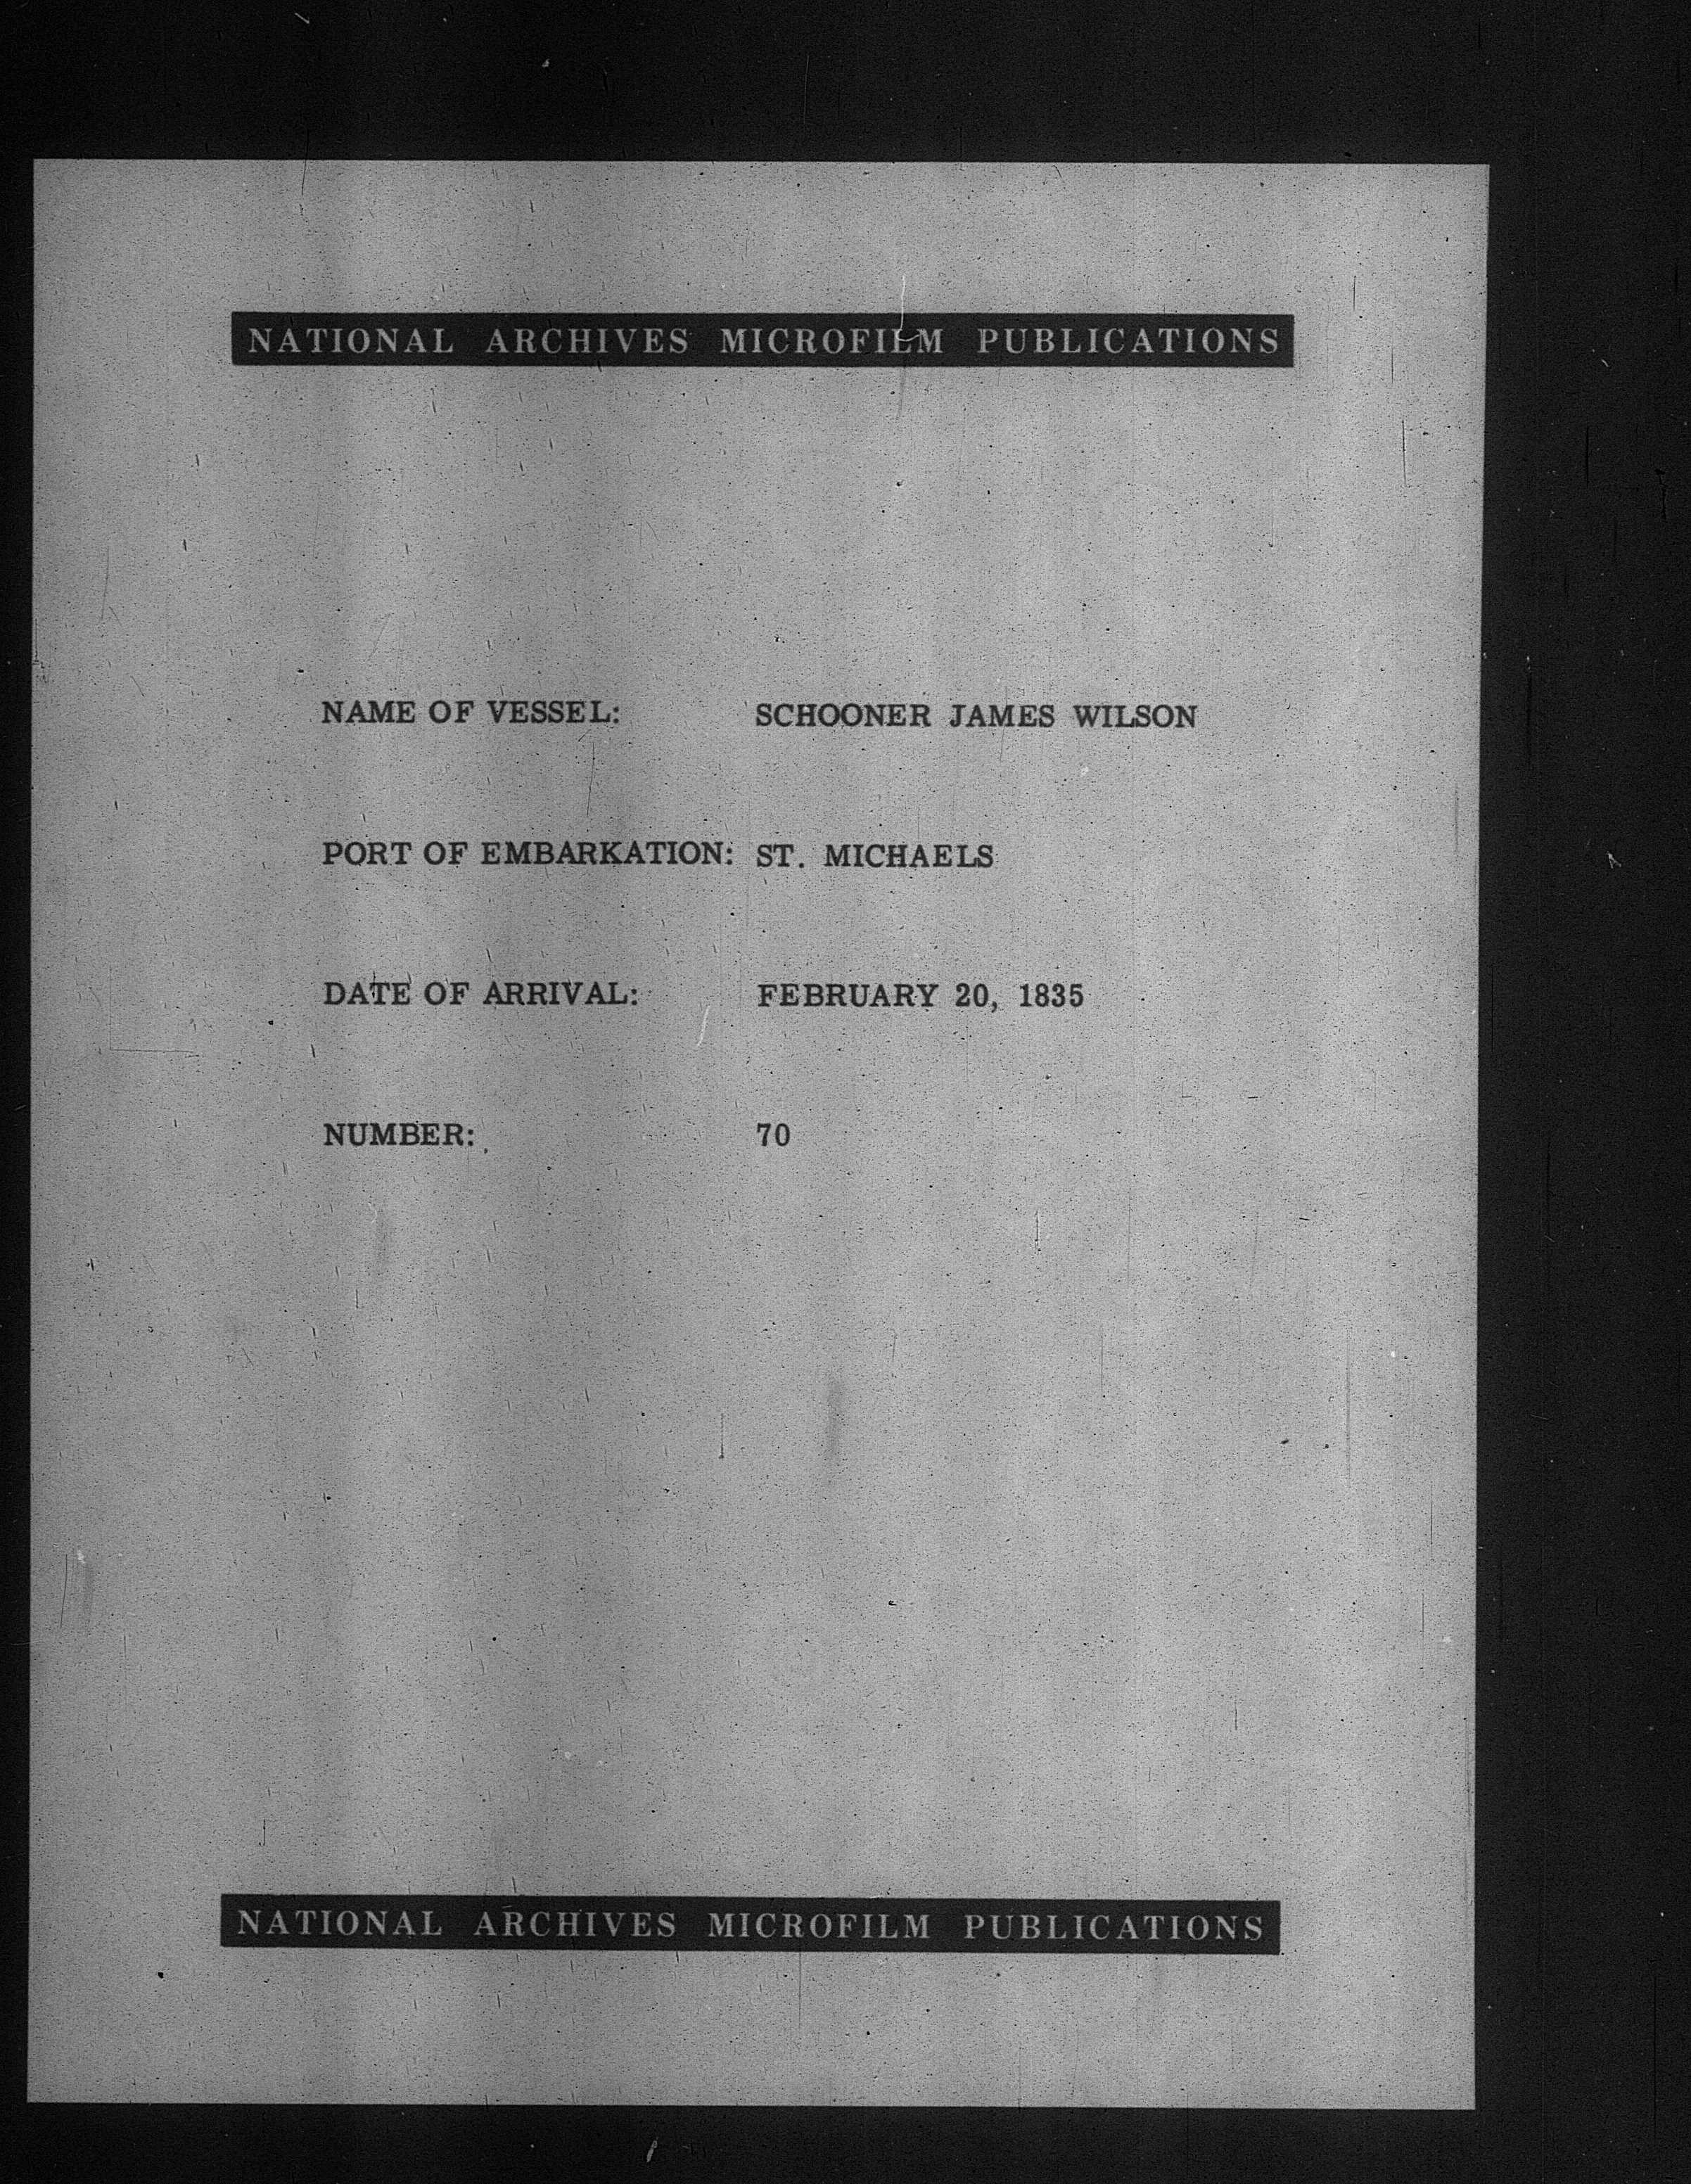 NATIONAL ARCHIVES MICROFILM PUBLICATIONS
NAME OF VESSEL: SCHOONER JAMES WILSON
PORT OF EMBARKATION: ST. MICHAELS
DATE OF ARRIVAL: FEBRUARY 20, 1835
NUMBER: 70
NATIONAL ARCHIVES MICROFILM PUBLICATIONS